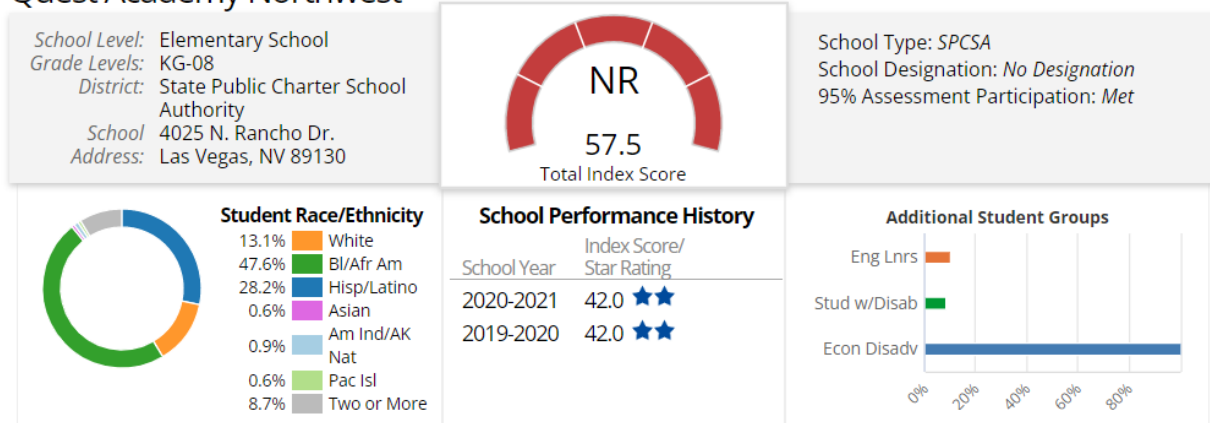 Quest Academy Northwest
School Level: Elementary School
Grade Levels: KG-08
District: State Public Charter School
Authority
School 4025 N. Rancho Dr.
Address: Las Vegas, NV 89130
NR
57.5
Total Index Score
School Type: SPCSA
School Designation: No Designation
95% Assessment Participation: Met
Student Race/Ethnicity
13.1% White
47.6% Bl/Afr Am
28.2% Hisp/Latino
0.6% Asian
0.9% Am Ind/AK
Nat
0.6% Pac Isl
8.7% Two or More
School Performance History
Index Score/
School Year Star Rating
2020-2021 42.0
2019-2020 42.0
Additional Student Groups
Eng Lnrs
Stud w/Disab
Econ Disadv
0% 20% 40% 60% 80%